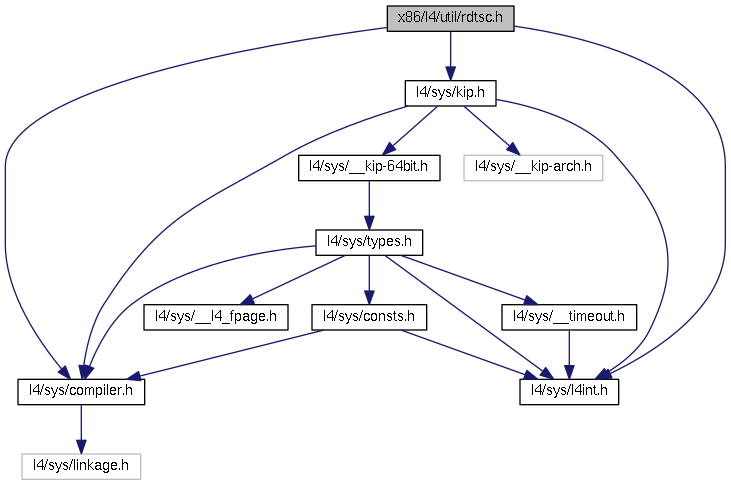 x86/l4/util/rdtsc.h
l4/sys/kip.h
l4/sys/__kip-64bit.h
l4/sys/__kip-arch.h
l4/sys/types.h
l4/sys/__l4_fpage.h
l4/sys/consts.h
l4/sys/__timeout.h
l4/sys/compiler.h
l4/sys/l4int.h
l4/sys/linkage.h